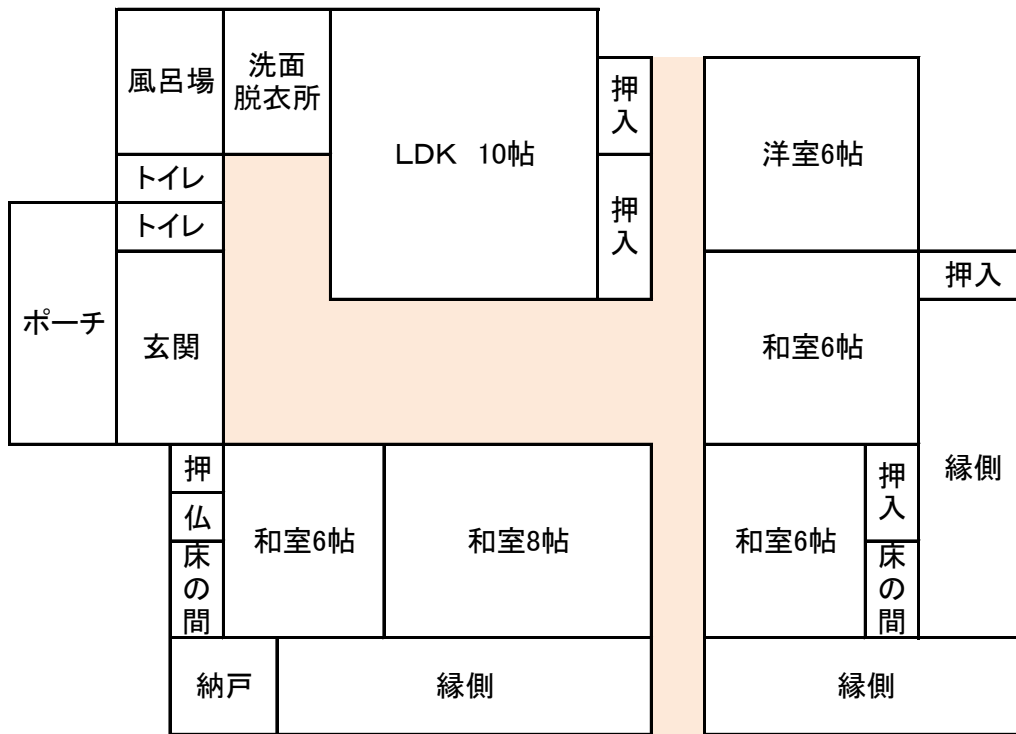 風呂場
洗面
脱衣所
LDK 10帖
押
入
洋室6帖
トイレ
押
入
トイレ
押入
ポーチ
玄関
和室6帖
押
仏
床
の
間
和室6帖
和室8帖
和室6帖
押
入
床
の
間
縁側
納戸
縁側
縁側